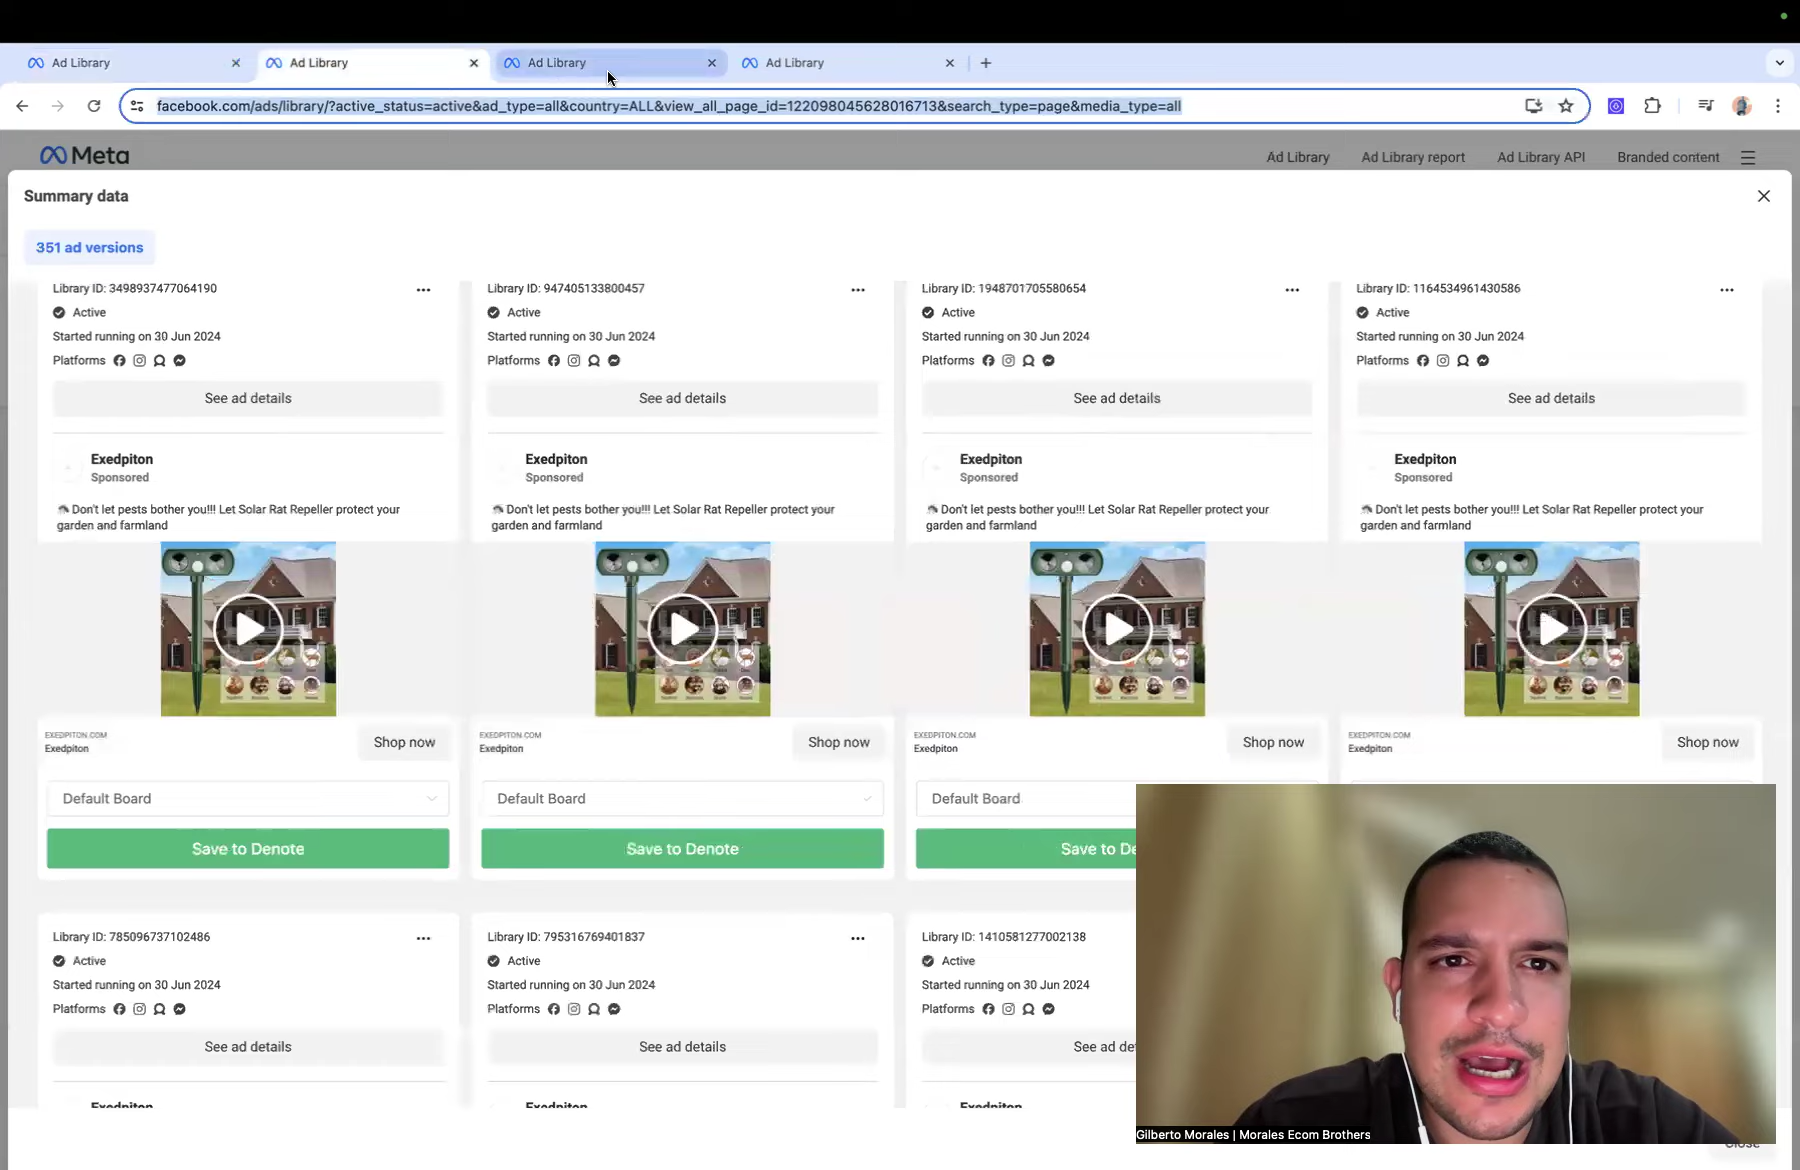 Ad Library
Ad Library
Ad Library
Ad Library
facebook.com/ads/library/?active_status=active&ad_type=all&country=ALL&view_all_page_id=122098045628016713&search_type=page&media_type=all
Meta
Ad Library
Ad Library report
Ad Library API
Branded content
Summary data
351 ad versions
Library ID: 3498937477064190
Active
Started running on 30 Jun 2024
Platforms
See ad details
Exedpiton
Sponsored
Don't let pests bother you!!! Let Solar Rat Repeller protect your
garden and farmland
EXEDPITON.COM
Exedpiton
Shop now
Default Board
Save to Denote
Library ID: 947405133800457
Active
Started running on 30 Jun 2024
Platforms
See ad details
Exedpiton
Sponsored
Don't let pests bother you!!! Let Solar Rat Repeller protect your
garden and farmland
EXEDPITON.COM
Exedpiton
Shop now
Default Board
Save to Denote
Library ID: 1948701705580654
Active
Started running on 30 Jun 2024
Platforms
See ad details
Exedpiton
Sponsored
Don't let pests bother you!!! Let Solar Rat Repeller protect your
garden and farmland
EXEDPITON.COM
Exedpiton
Shop now
Default Board
Save to De
Library ID: 1164534961430586
Active
Started running on 30 Jun 2024
Platforms
See ad details
Exedpiton
Sponsored
Don't let pests bother you!!! Let Solar Rat Repeller protect your
garden and farmland
EXEDPITON.COM
Exedpiton
Shop now
Library ID: 785096737102486
Active
Started running on 30 Jun 2024
Platforms
See ad details
Exedpiton
Library ID: 795316769401837
Active
Started running on 30 Jun 2024
Platforms
See ad details
Exedpiton
Library ID: 1410581277002138
Active
Started running on 30 Jun 2024
Platforms
See ad de
Exedpiton
Gilberto Morales | Morales Ecom Brothers
Close